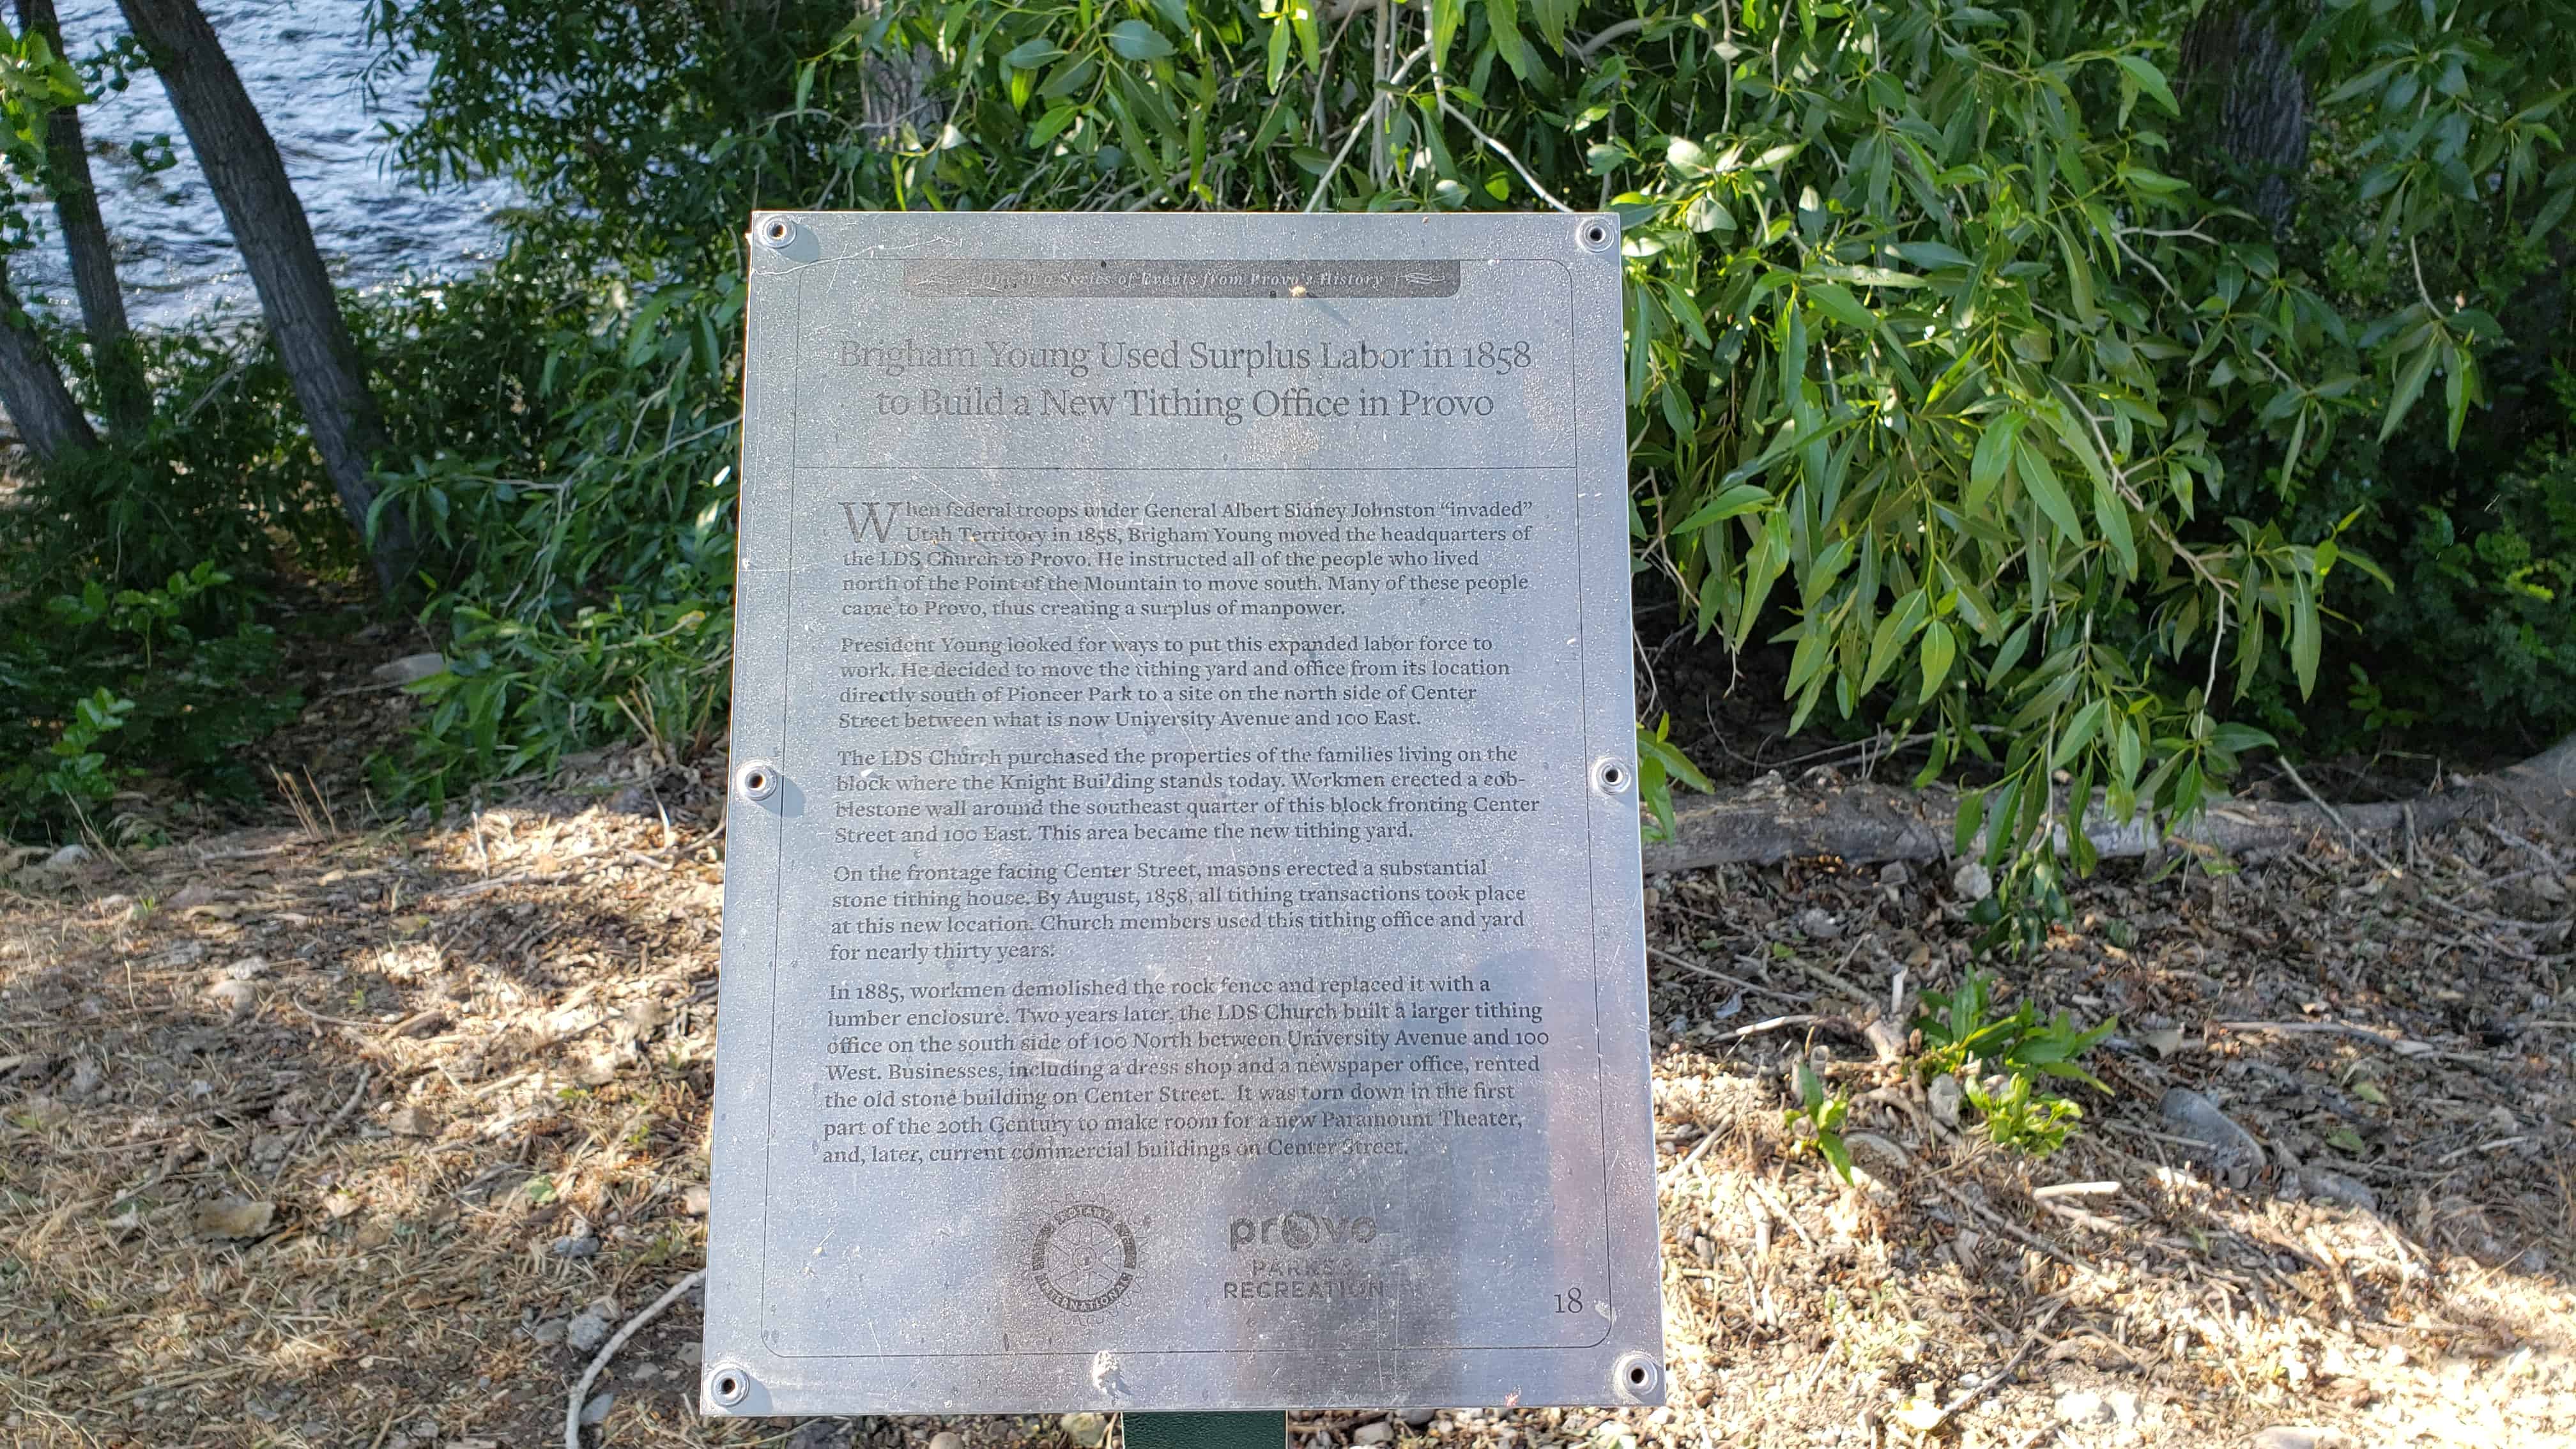 One in a Series of Events from Provo's History
Brigham Young Used Surplus Labor in 1858
to Build a New Tithing Office in Provo
When federal troops under General Albert Sidney Johnston “invaded”
Utah Territory in 1858, Brigham Young moved the headquarters of
the LDS Church to Provo. He instructed all of the people who lived
north of the Point of the Mountain to move south. Many of these people
came to Provo, thus creating a surplus of manpower.
President Young looked for ways to put this expanded labor force to
work. He decided to move the tithing yard and office from its location
directly south of Pioneer Park to a site on the north side of Center
Street between what is now University Avenue and 100 East.
The LDS Church purchased the properties of the families living on the
block where the Knight Building stands today. Workmen erected a cob-
blestone wall around the southeast quarter of this block fronting Center
Street and 100 East. This area became the new tithing yard.
On the frontage facing Center Street, masons erected a substantial
stone tithing house. By August, 1858, all tithing transactions took place
at this new location. Church members used this tithing office and yard
for nearly thirty years.
In 1885, workmen demolished the rock fence and replaced it with a
lumber enclosure. Two years later, the LDS Church built a larger tithing
office on the south side of 100 North between University Avenue and 100
West. Businesses, including a dress shop and a newspaper office, rented
the old stone building on Center Street. It was torn down in the first
part of the 20th Century to make room for a new Paramount Theater,
and, later, current commercial buildings on Center Street.
ROTARY CLUB
INTERNATIONAL
provo
PARKS &
RECREATION
18